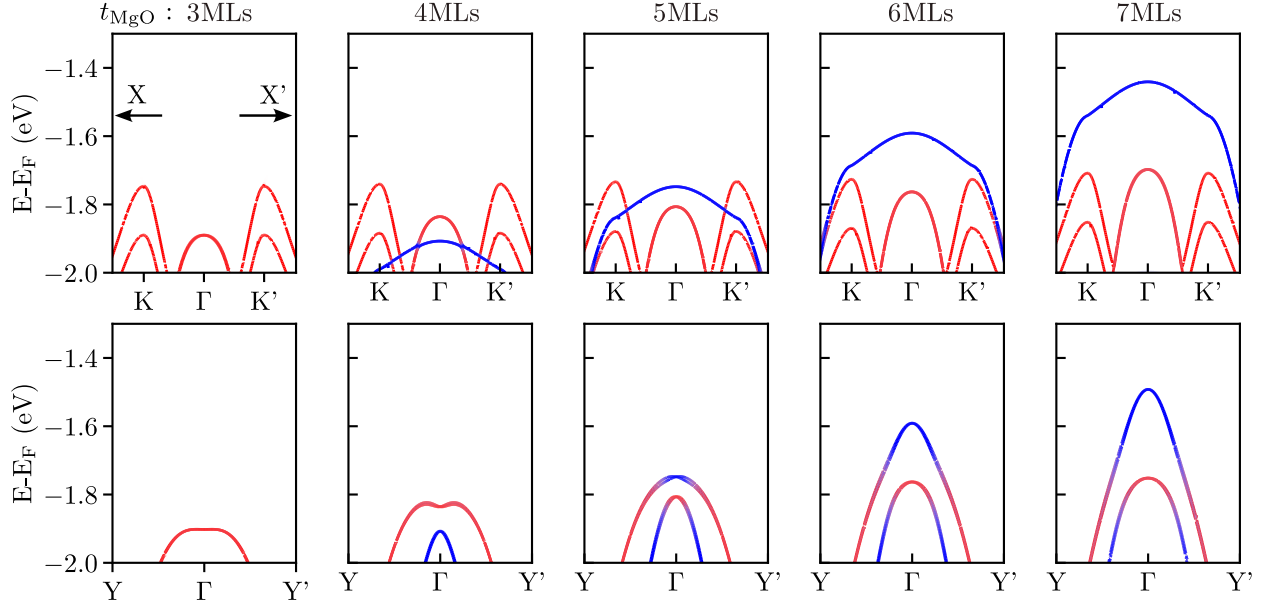 t_MgO : 3MLs 4MLs 5MLs 6MLs 7MLs
X X'
E-E_F (eV)
−1.4
−1.6
−1.8
−2.0
K Γ K' K Γ K' K Γ K' K Γ K' K Γ K'
E-E_F (eV)
−1.4
−1.6
−1.8
−2.0
Y Γ Y' Y Γ Y' Y Γ Y' Y Γ Y' Y Γ Y'